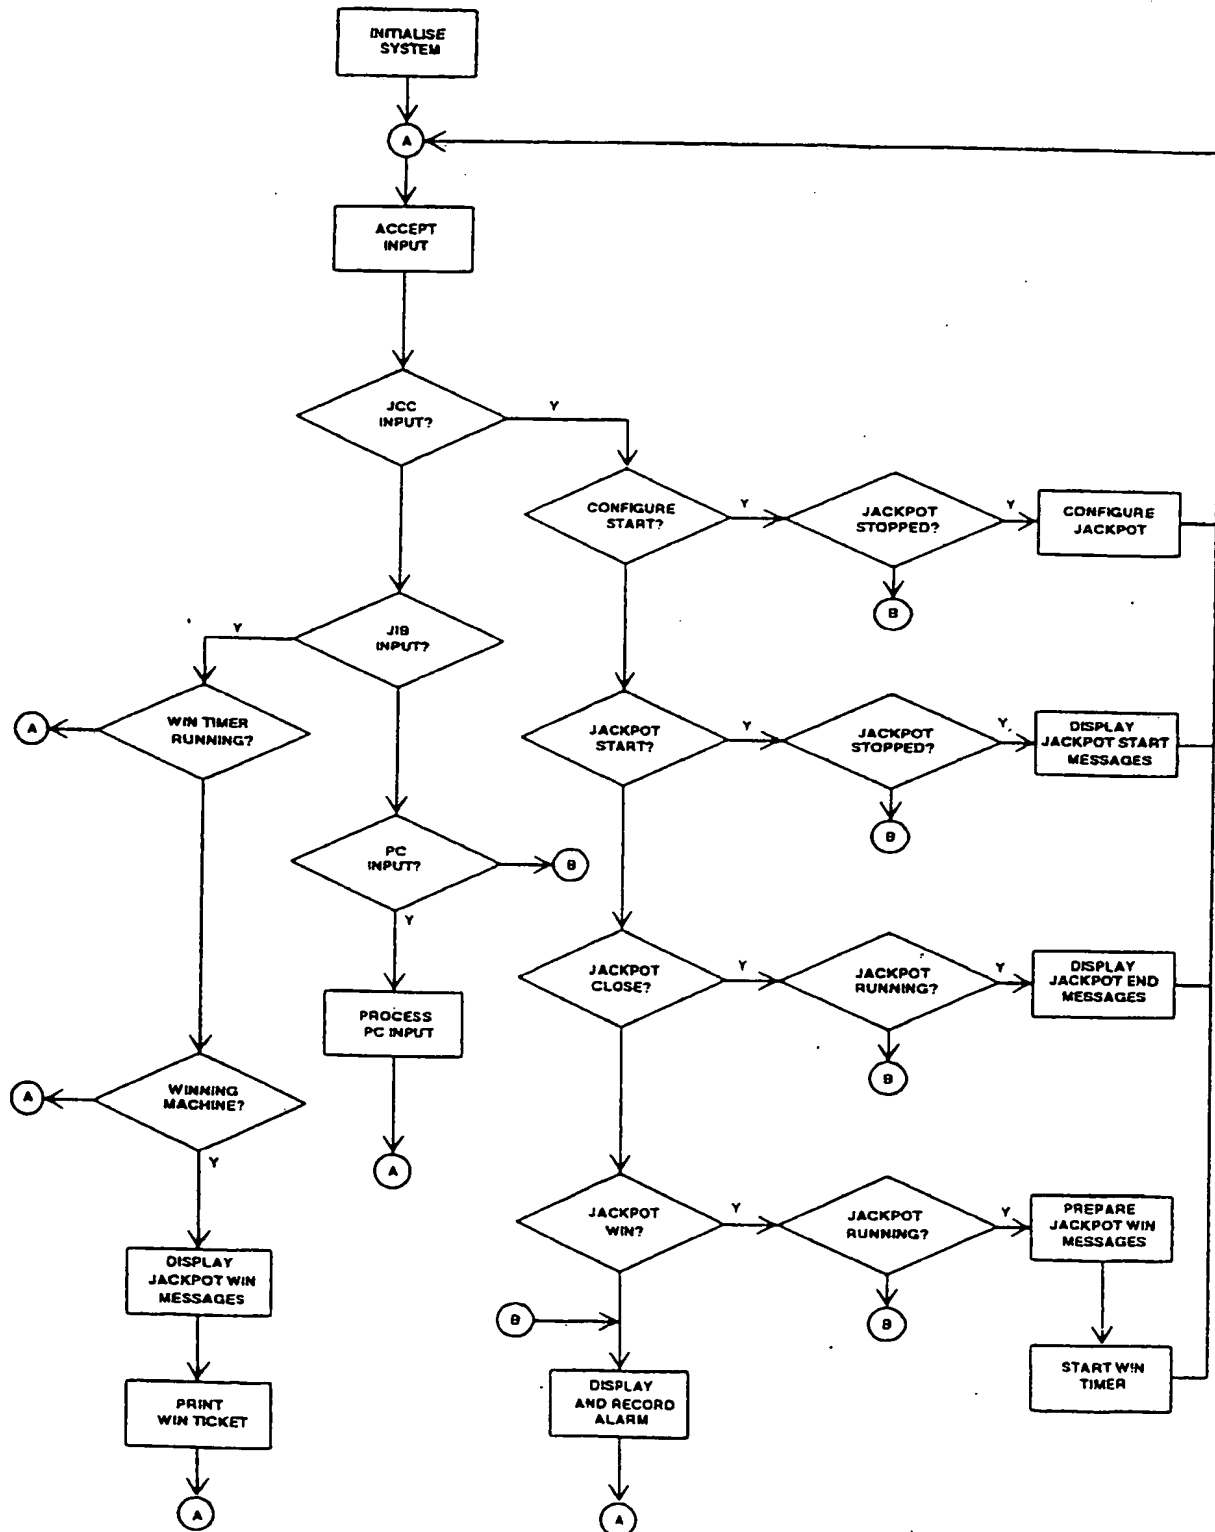 INITIALISE
SYSTEM
A
ACCEPT
INPUT
JCC
INPUT?
Y
CONFIGURE
START?
Y
JACKPOT
STOPPED?
Y
CONFIGURE
JACKPOT
B
JIB
INPUT?
Y
WIN TIMER
RUNNING?
A
JACKPOT
START?
Y
JACKPOT
STOPPED?
Y
DISPLAY
JACKPOT START
MESSAGES
B
PC
INPUT?
B
Y
PROCESS
PC INPUT
A
JACKPOT
CLOSE?
Y
JACKPOT
RUNNING?
Y
DISPLAY
JACKPOT END
MESSAGES
B
WINNING
MACHINE?
A
Y
DISPLAY
JACKPOT WIN
MESSAGES
PRINT
WIN TICKET
A
JACKPOT
WIN?
Y
JACKPOT
RUNNING?
Y
PREPARE
JACKPOT WIN
MESSAGES
B
START WIN
TIMER
B
DISPLAY
AND RECORD
ALARM
A